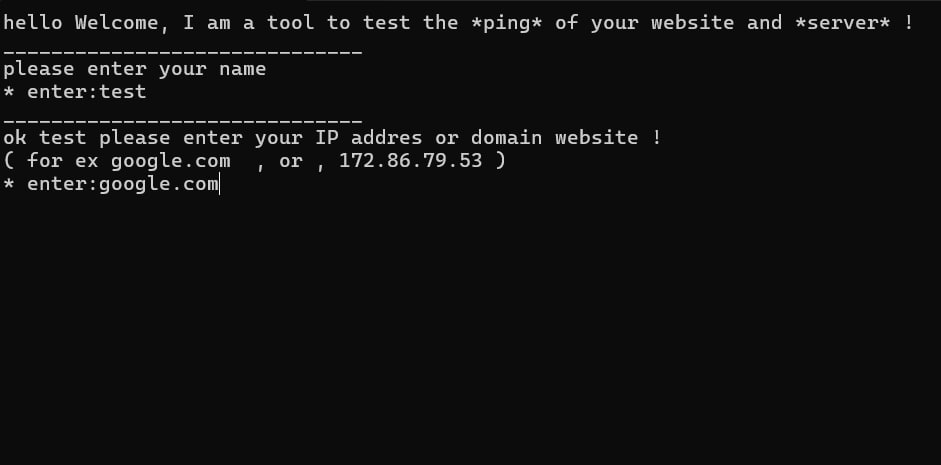 hello Welcome, I am a tool to test the *ping* of your website and *server* !
______________________________
please enter your name
* enter:test
______________________________
ok test please enter your IP addres or domain website !
( for ex google.com  , or , 172.86.79.53 )
* enter:google.com